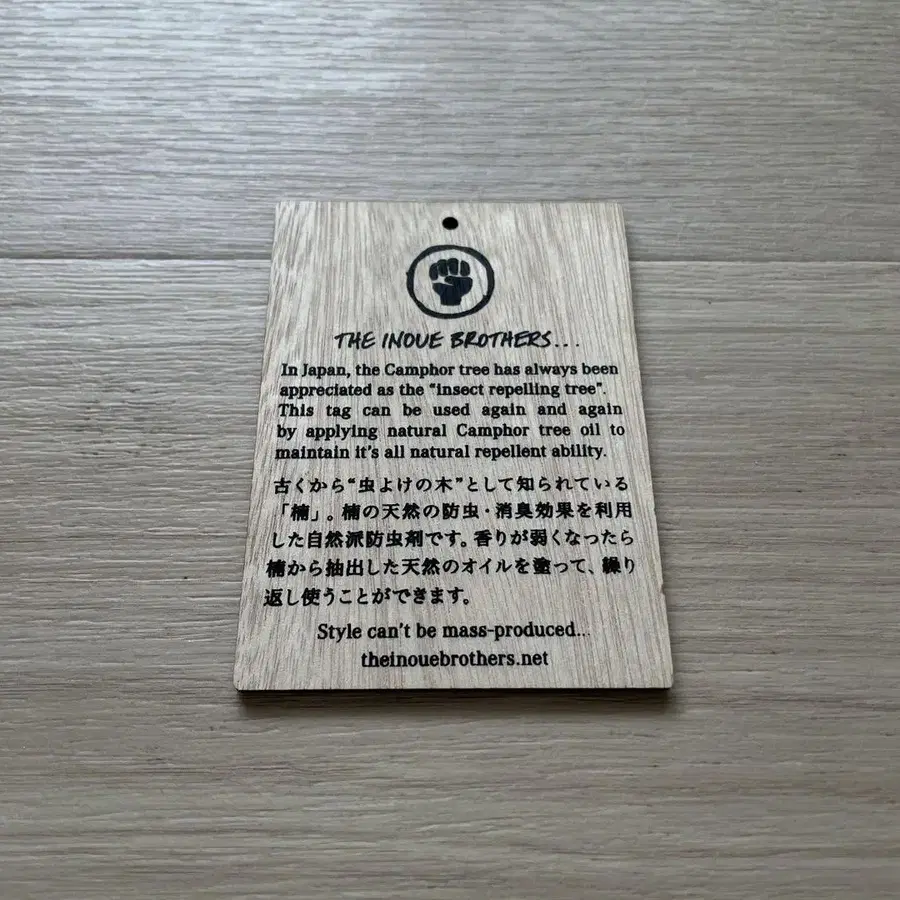 THE INOUE BROTHERS...
In Japan, the Camphor tree has always been
appreciated as the “insect repelling tree”.
This tag can be used again and again
by applying natural Camphor tree oil to
maintain it’s all natural repellent ability.
古くから“虫よけの木”として知られている
「楠」。楠の天然の防虫・消臭効果を利用
した自然派防虫剤です。香りが弱くなったら
楠から抽出した天然のオイルを塗って、繰り
返し使うことができます。
Style can’t be mass-produced...
theinouebrothers.net